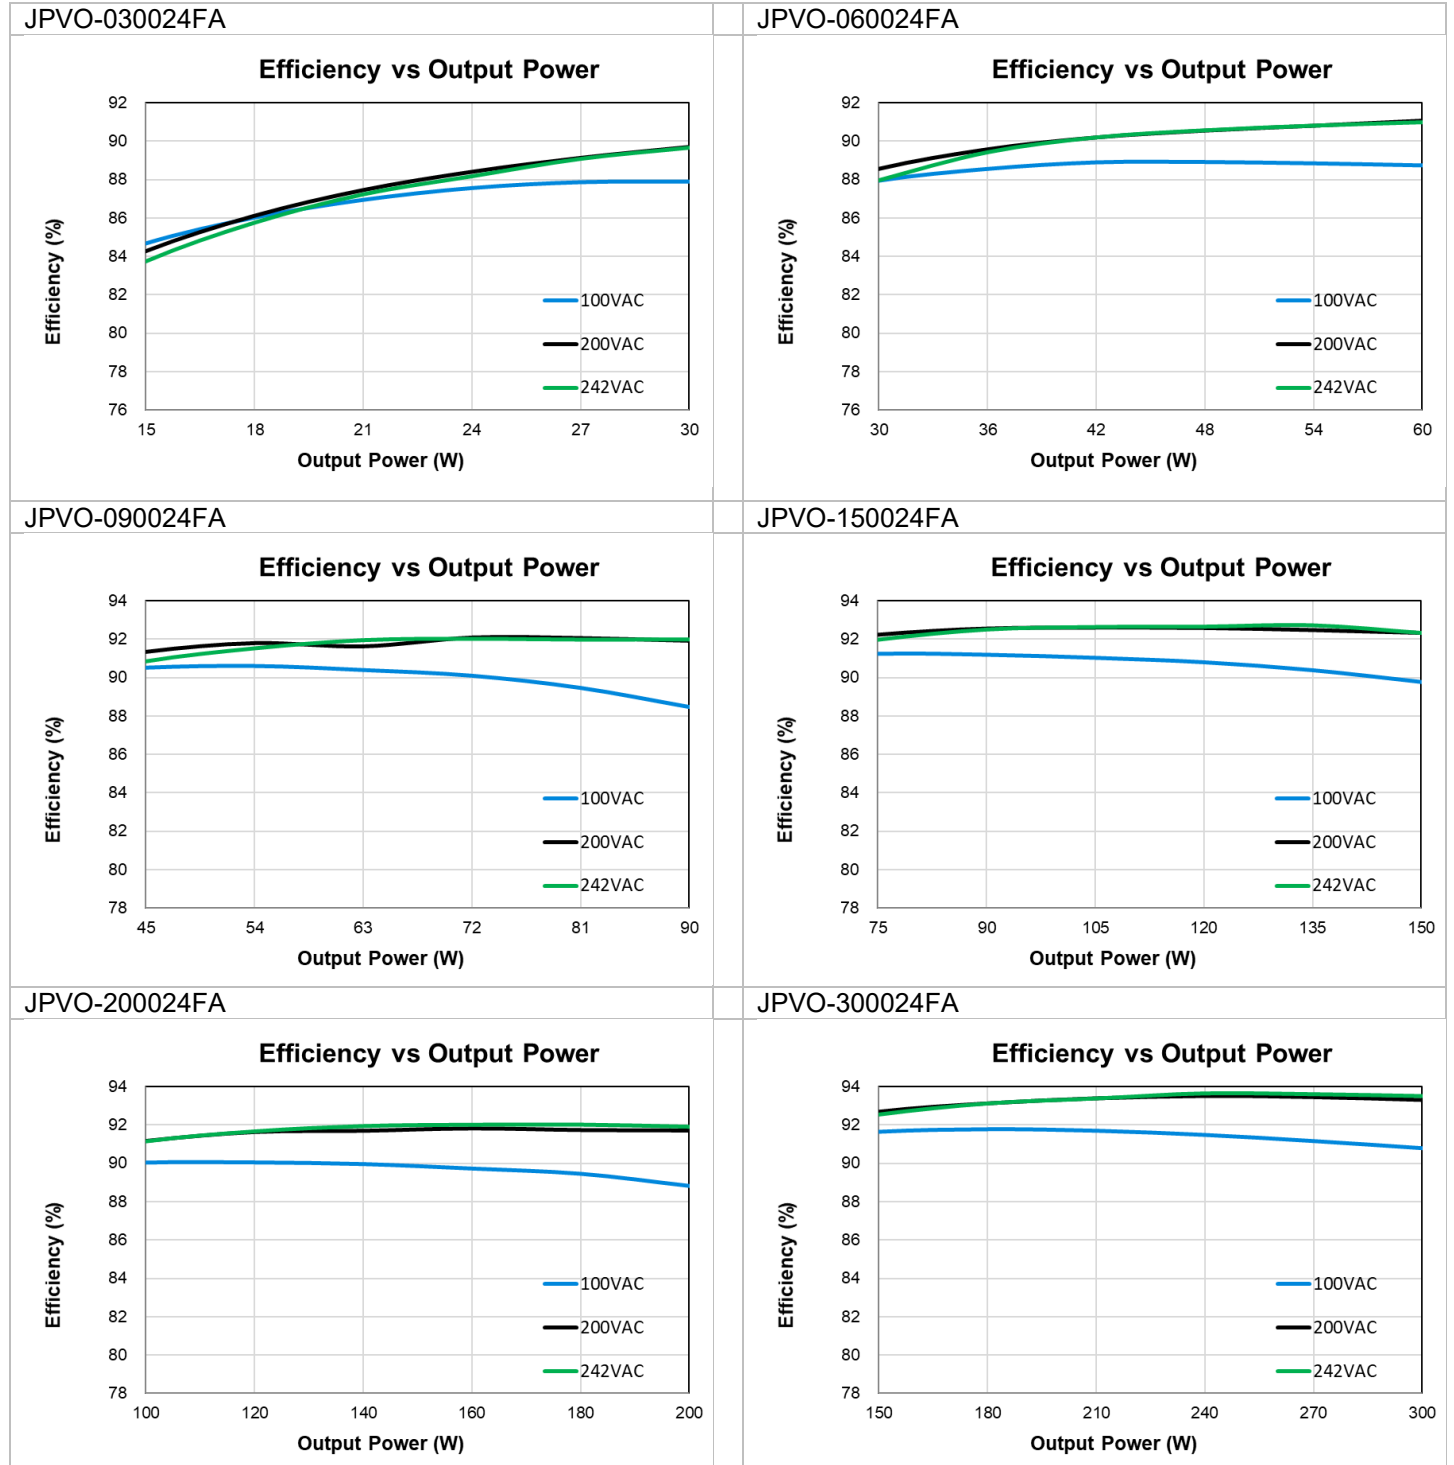 JPVO-030024FA
JPVO-060024FA
Efficiency vs Output Power
92
90
88
86
84
82
80
78
76
Efficiency (%)
100VAC
200VAC
242VAC
15 18 21 24 27 30
Output Power (W)
Efficiency vs Output Power
92
90
88
86
84
82
80
78
76
Efficiency (%)
100VAC
200VAC
242VAC
30 36 42 48 54 60
Output Power (W)
JPVO-090024FA
JPVO-150024FA
Efficiency vs Output Power
94
92
90
88
86
84
82
80
78
Efficiency (%)
100VAC
200VAC
242VAC
45 54 63 72 81 90
Output Power (W)
Efficiency vs Output Power
94
92
90
88
86
84
82
80
78
Efficiency (%)
100VAC
200VAC
242VAC
75 90 105 120 135 150
Output Power (W)
JPVO-200024FA
JPVO-300024FA
Efficiency vs Output Power
94
92
90
88
86
84
82
80
78
Efficiency (%)
100VAC
200VAC
242VAC
100 120 140 160 180 200
Output Power (W)
Efficiency vs Output Power
94
92
90
88
86
84
82
80
78
Efficiency (%)
100VAC
200VAC
242VAC
150 180 210 240 270 300
Output Power (W)